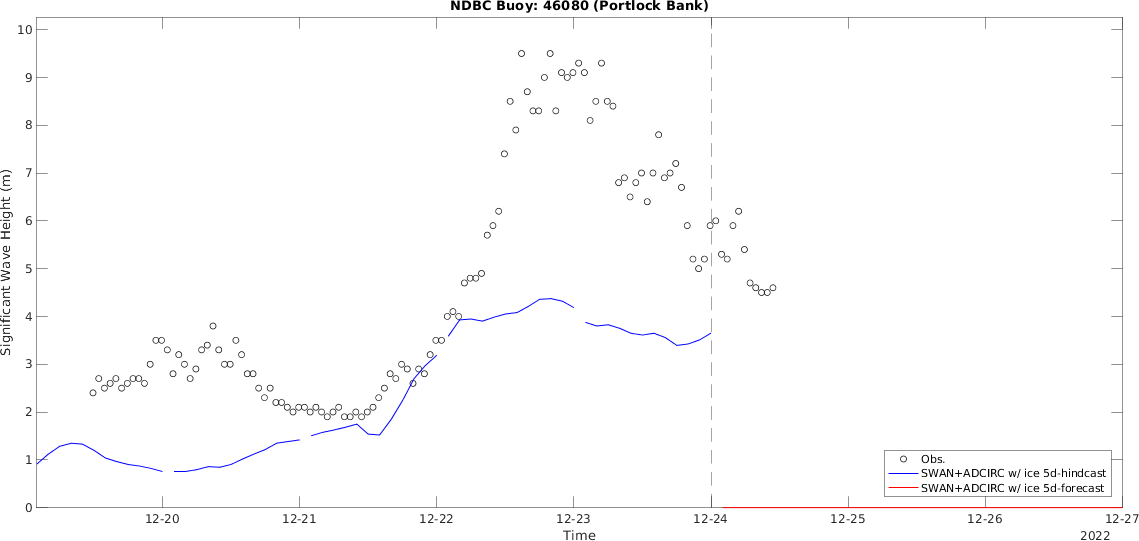 NDBC Buoy: 46080 (Portlock Bank)
10
9
8
7
6
5
4
3
2
1
0
Significant Wave Height (m)
Obs.
SWAN+ADCIRC w/ ice 5d-hindcast
SWAN+ADCIRC w/ ice 5d-forecast
12-20 12-21 12-22 12-23 12-24 12-25 12-26 12-27
Time
2022